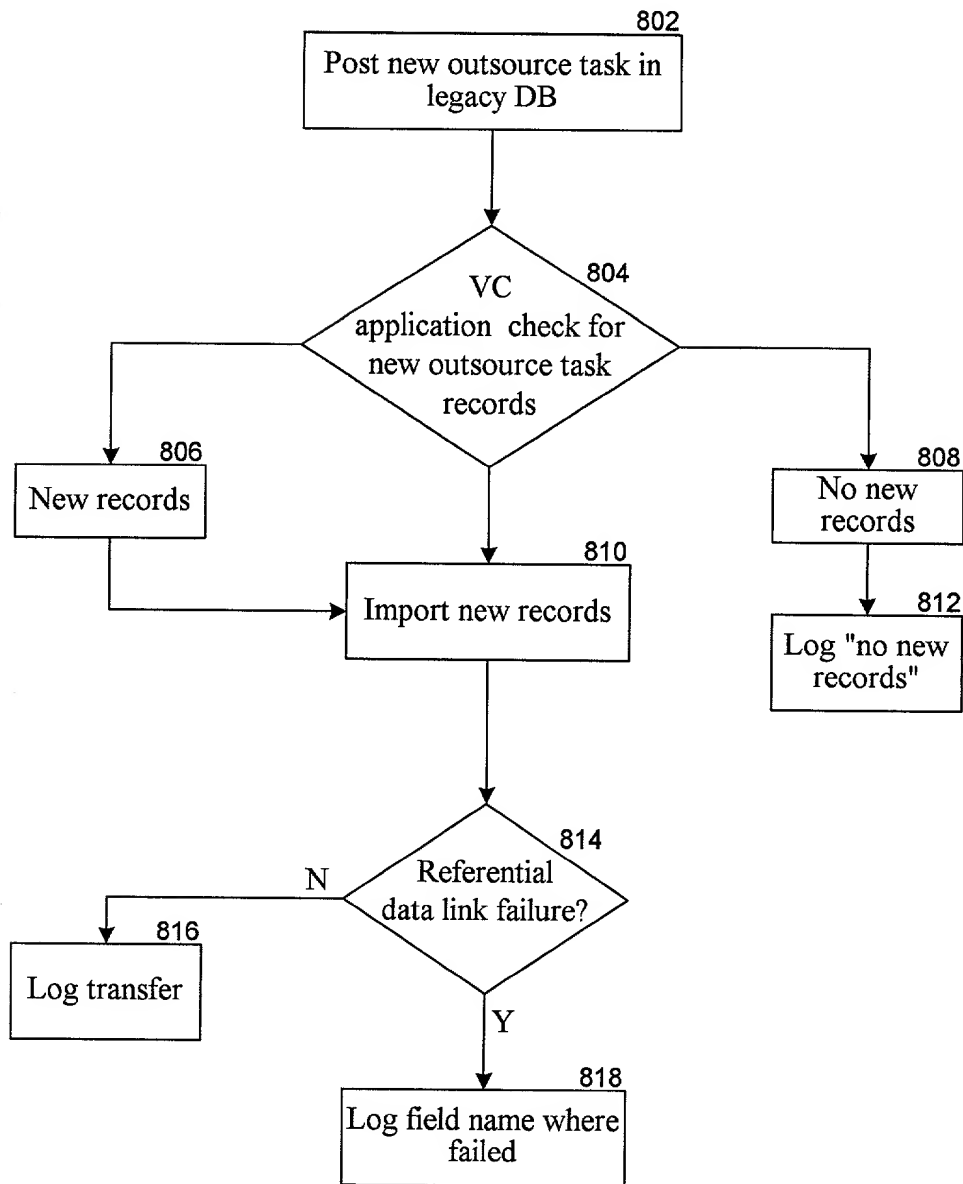 802
Post new outsource task in
legacy DB
804
VC
application check for
new outsource task
records
806
New records
808
No new
records
810
Import new records
812
Log "no new
records"
814
Referential
data link failure?
N
816
Log transfer
Y
818
Log field name where
failed